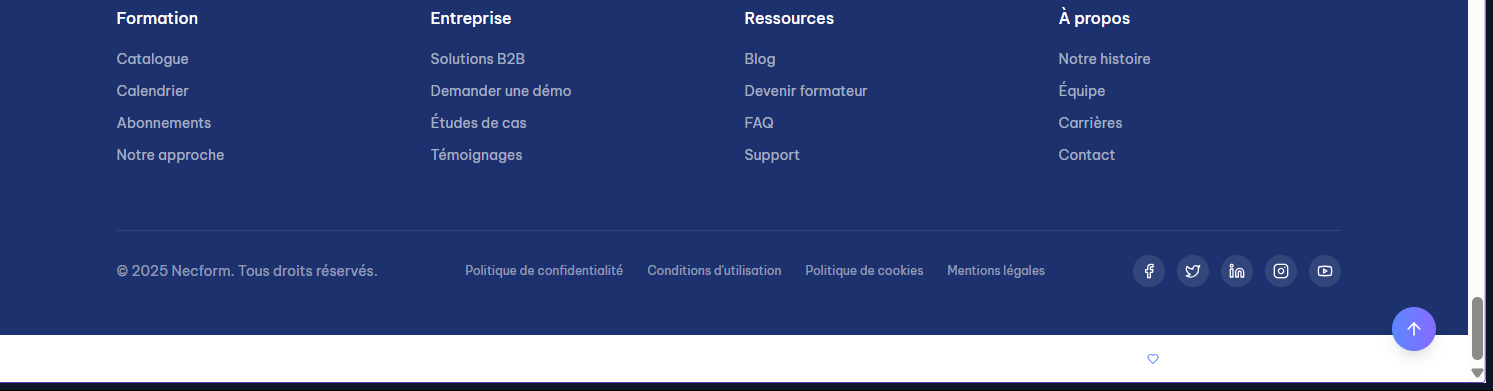 Formation
Entreprise
Ressources
À propos
Catalogue
Solutions B2B
Blog
Notre histoire
Calendrier
Demander une démo
Devenir formateur
Équipe
Abonnements
Études de cas
FAQ
Carrières
Notre approche
Témoignages
Support
Contact
© 2025 Necform. Tous droits réservés.
Politique de confidentialité
Conditions d'utilisation
Politique de cookies
Mentions légales